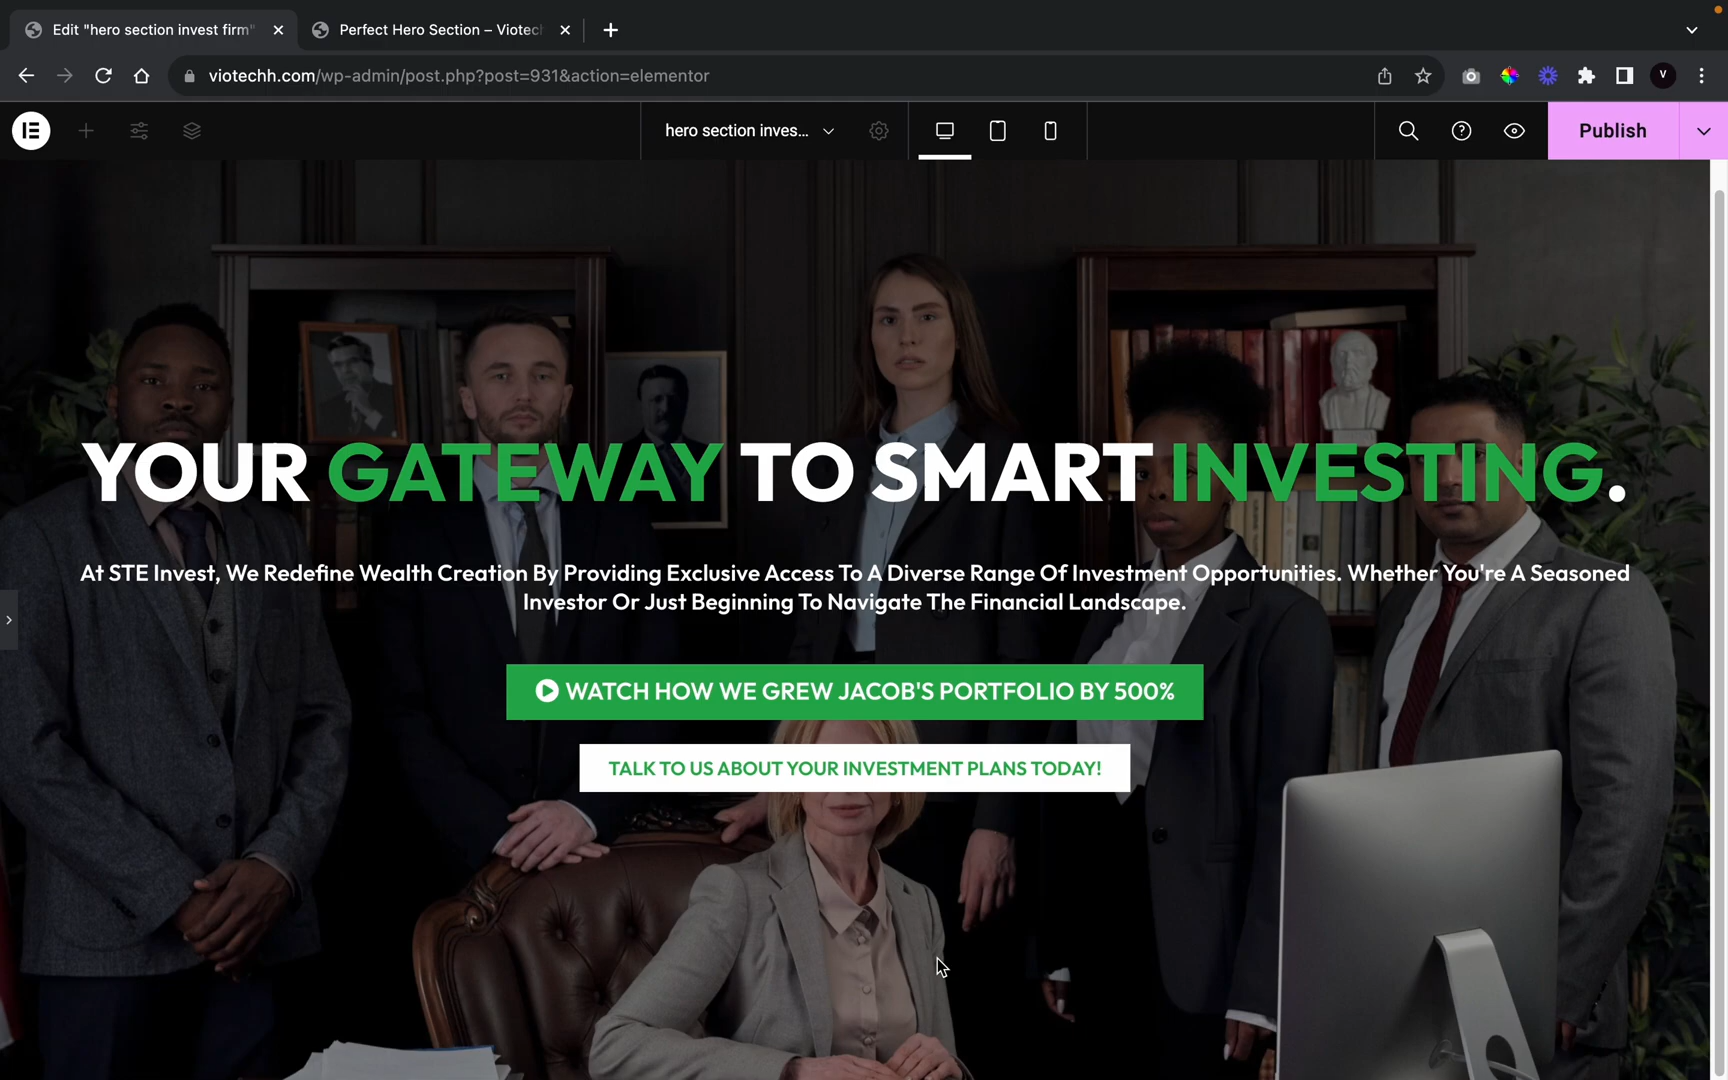 Edit "hero section invest firm"
Perfect Hero Section – Viotec
viotechh.com/wp-admin/post.php?post=931&action=elementor
V
hero section inves...
Publish
YOUR GATEWAY TO SMART INVESTING.
At STE Invest, We Redefine Wealth Creation By Providing Exclusive Access To A Diverse Range Of Investment Opportunities. Whether You're A Seasoned
Investor Or Just Beginning To Navigate The Financial Landscape.
WATCH HOW WE GREW JACOB'S PORTFOLIO BY 500%
TALK TO US ABOUT YOUR INVESTMENT PLANS TODAY!